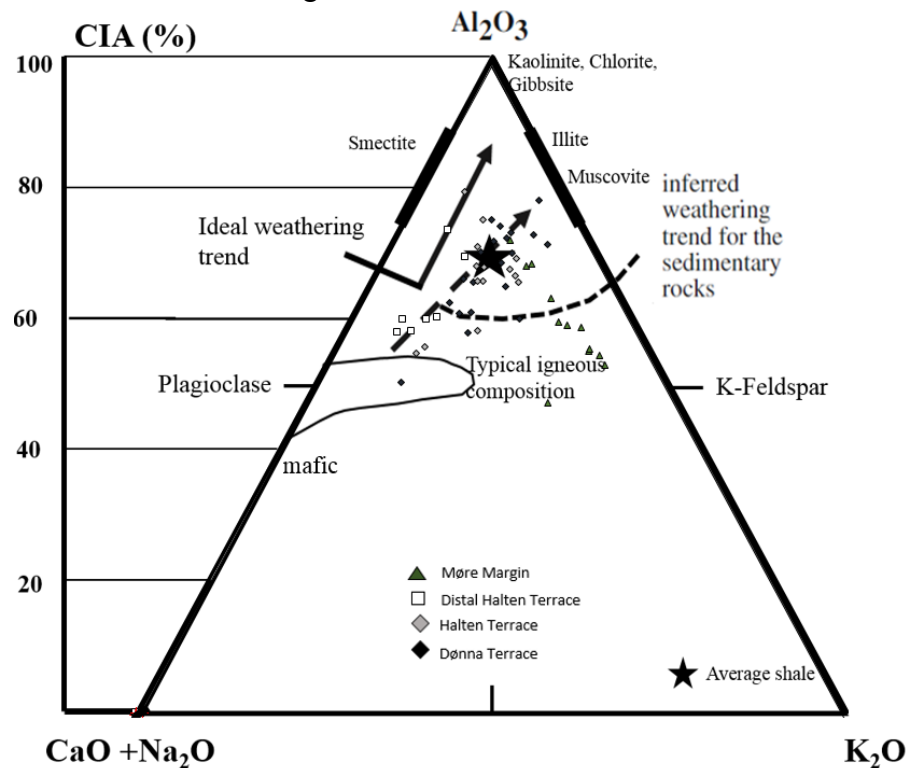 Al₂O₃
CIA (%)
100
Kaolinite, Chlorite,
Gibbsite
Smectite
Illite
80
Muscovite
inferred
weathering
trend for the
sedimentary
rocks
Ideal weathering
trend
60
Typical igneous
composition
Plagioclase
K-Feldspar
40
mafic
20
Møre Margin
Distal Halten Terrace
Halten Terrace
Dønna Terrace
Average shale
CaO +Na₂O
K₂O